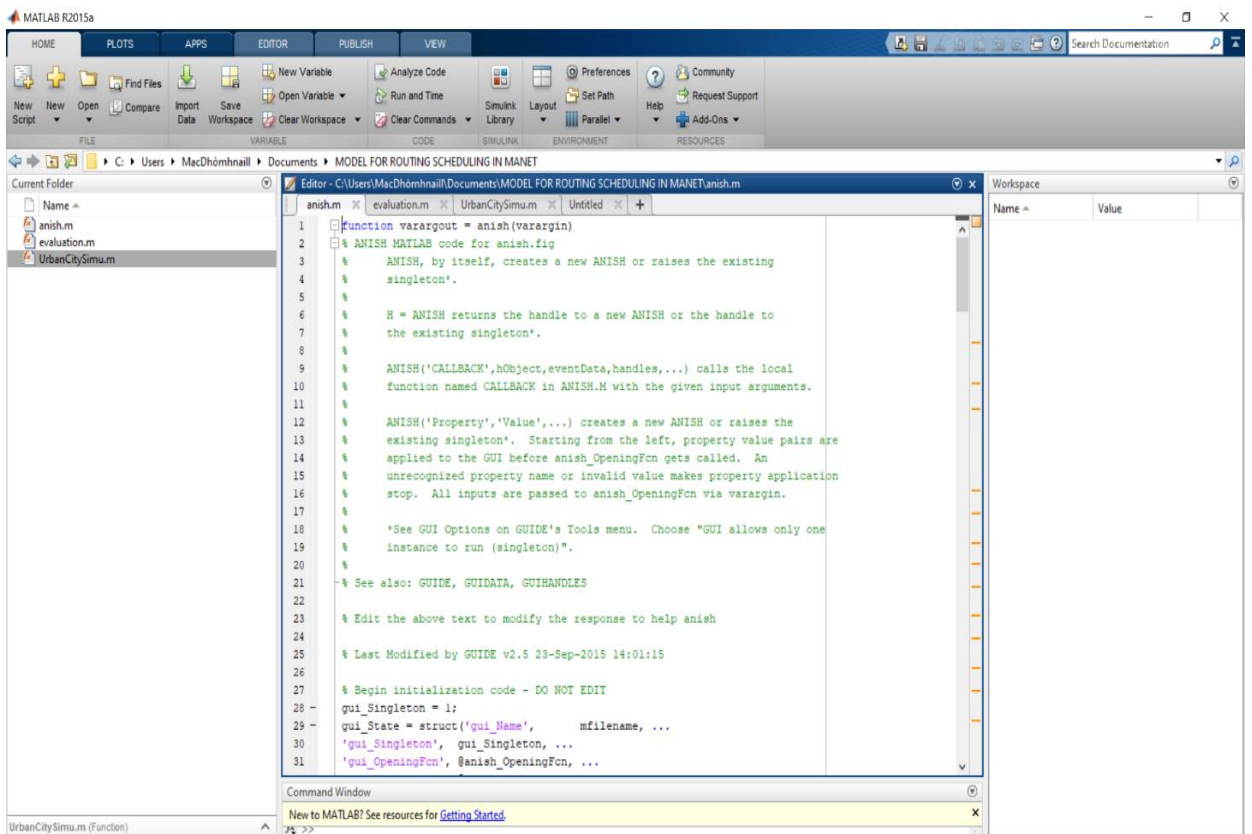 MATLAB R2015a
HOME PLOTS APPS EDITOR PUBLISH VIEW
Search Documentation
New Script
New
Open
Find Files
Compare
Import Data
Save Workspace
New Variable
Open Variable
Clear Workspace
Analyze Code
Run and Time
Clear Commands
Simulink Library
Layout
Preferences
Set Path
Parallel
Help
Community
Request Support
Add-Ons
FILE VARIABLE CODE SIMULINK ENVIRONMENT RESOURCES
C: Users MacDhòmhnaill Documents MODEL FOR ROUTING SCHEDULING IN MANET
Current Folder
Name
anish.m
evaluation.m
UrbanCitySimu.m
Editor - C:\Users\MacDhòmhnaill\Documents\MODEL FOR ROUTING SCHEDULING IN MANET\anish.m
anish.m evaluation.m UrbanCitySimu.m Untitled
1 function varargout = anish(varargin)
2 % ANISH MATLAB code for anish.fig
3 % ANISH, by itself, creates a new ANISH or raises the existing
4 % singleton*.
5 %
6 % H = ANISH returns the handle to a new ANISH or the handle to
7 % the existing singleton*.
8 %
9 % ANISH('CALLBACK',hObject,eventData,handles,...) calls the local
10 % function named CALLBACK in ANISH.M with the given input arguments.
11 %
12 % ANISH('Property','Value',...) creates a new ANISH or raises the
13 % existing singleton*. Starting from the left, property value pairs are
14 % applied to the GUI before anish_OpeningFcn gets called. An
15 % unrecognized property name or invalid value makes property application
16 % stop. All inputs are passed to anish_OpeningFcn via varargin.
17 %
18 % *See GUI Options on GUIDE's Tools menu. Choose "GUI allows only one
19 % instance to run (singleton)".
20 %
21 % See also: GUIDE, GUIDATA, GUIHANDLES
22
23 % Edit the above text to modify the response to help anish
24
25 % Last Modified by GUIDE v2.5 23-Sep-2015 14:01:15
26
27 % Begin initialization code - DO NOT EDIT
28 gui_Singleton = 1;
29 gui_State = struct('gui_Name', mfilename, ...
30 'gui_Singleton', gui_Singleton, ...
31 'gui_OpeningFcn', @anish_OpeningFcn, ...
Workspace
Name Value
Command Window
New to MATLAB? See resources for Getting Started.
fx >>
UrbanCitySimu.m (Function)